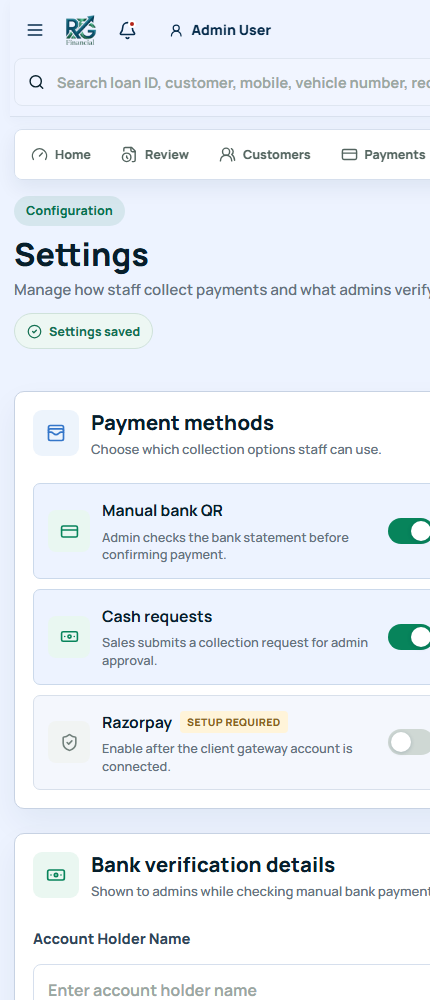 RG
Financial
Admin User
Search loan ID, customer, mobile, vehicle number, rec
Home
Review
Customers
Payments
Configuration
Settings
Manage how staff collect payments and what admins verify
Settings saved
Payment methods
Choose which collection options staff can use.
Manual bank QR
Admin checks the bank statement before
confirming payment.
Cash requests
Sales submits a collection request for admin
approval.
Razorpay SETUP REQUIRED
Enable after the client gateway account is
connected.
Bank verification details
Shown to admins while checking manual bank payment
Account Holder Name
Enter account holder name